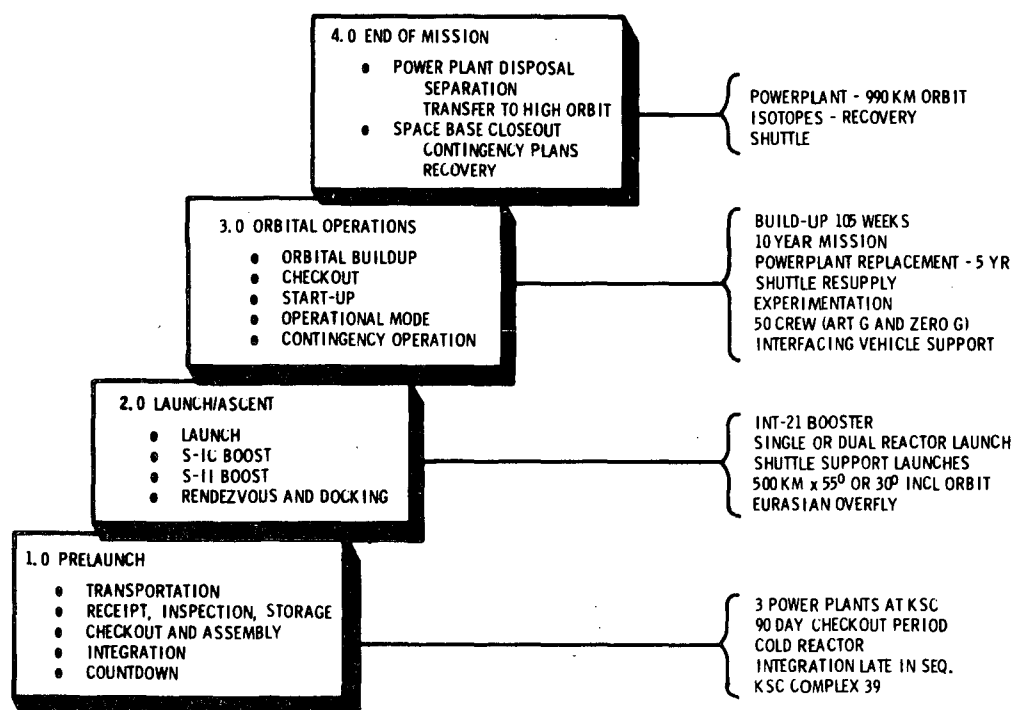 4.0 END OF MISSION
● POWER PLANT DISPOSAL
SEPARATION
TRANSFER TO HIGH ORBIT
● SPACE BASE CLOSEOUT
CONTINGENCY PLANS
RECOVERY
POWERPLANT - 990 KM ORBIT
ISOTOPES - RECOVERY
SHUTTLE
3.0 ORBITAL OPERATIONS
● ORBITAL BUILDUP
● CHECKOUT
● START-UP
● OPERATIONAL MODE
● CONTINGENCY OPERATION
BUILD-UP 105 WEEKS
10 YEAR MISSION
POWERPLANT REPLACEMENT - 5 YR
SHUTTLE RESUPPLY
EXPERIMENTATION
50 CREW (ART G AND ZERO G)
INTERFACING VEHICLE SUPPORT
2.0 LAUNCH/ASCENT
● LAUNCH
● S-IC BOOST
● S-II BOOST
● RENDEZVOUS AND DOCKING
INT-21 BOOSTER
SINGLE OR DUAL REACTOR LAUNCH
SHUTTLE SUPPORT LAUNCHES
500 KM x 55⁰ OR 30⁰ INCL ORBIT
EURASIAN OVERFLY
1.0 PRELAUNCH
● TRANSPORTATION
● RECEIPT, INSPECTION, STORAGE
● CHECKOUT AND ASSEMBLY
● INTEGRATION
● COUNTDOWN
3 POWER PLANTS AT KSC
90 DAY CHECKOUT PERIOD
COLD REACTOR
INTEGRATION LATE IN SEQ.
KSC COMPLEX 39